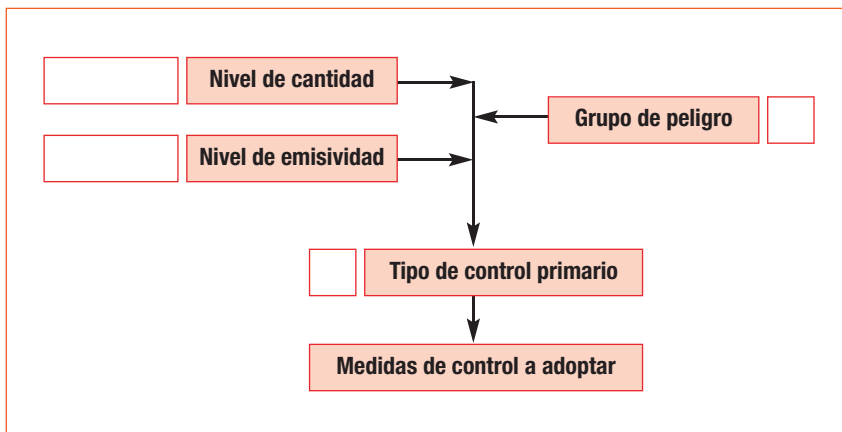 Nivel de cantidad
Grupo de peligro
Nivel de emisividad
Tipo de control primario
Medidas de control a adoptar